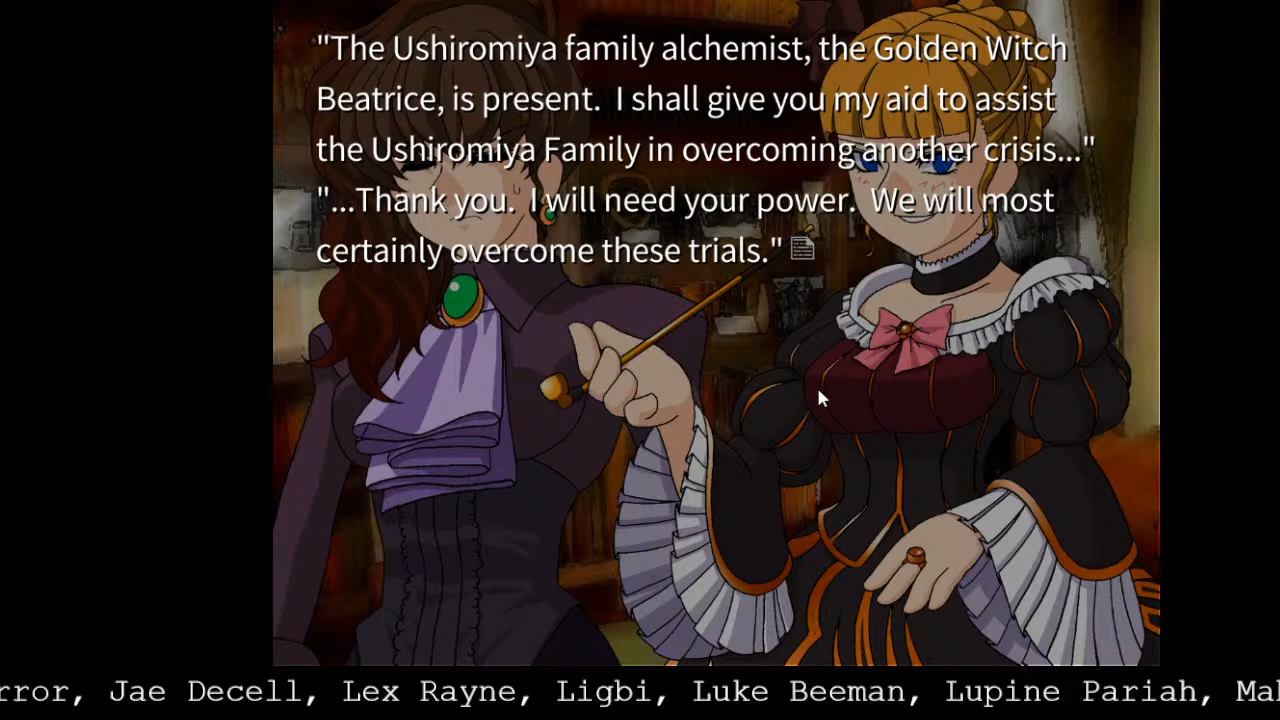 "The Ushiromiya family alchemist, the Golden Witch
Beatrice, is present.  I shall give you my aid to assist
the Ushiromiya Family in overcoming another crisis..."
"...Thank you.  I will need your power.  We will most
certainly overcome these trials."
rror, Jae Decell, Lex Rayne, Ligbi, Luke Beeman, Lupine Pariah, Mal